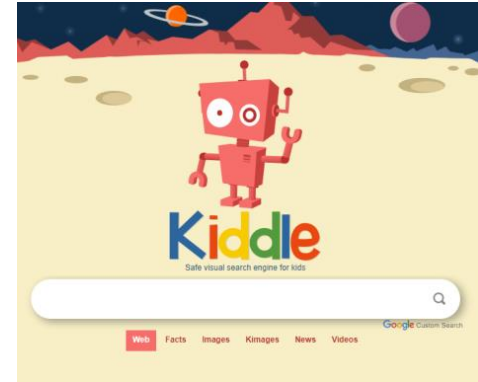 Kiddle
Safe visual search engine for kids
Google Custom Search
Web Facts Images Kimages News Videos